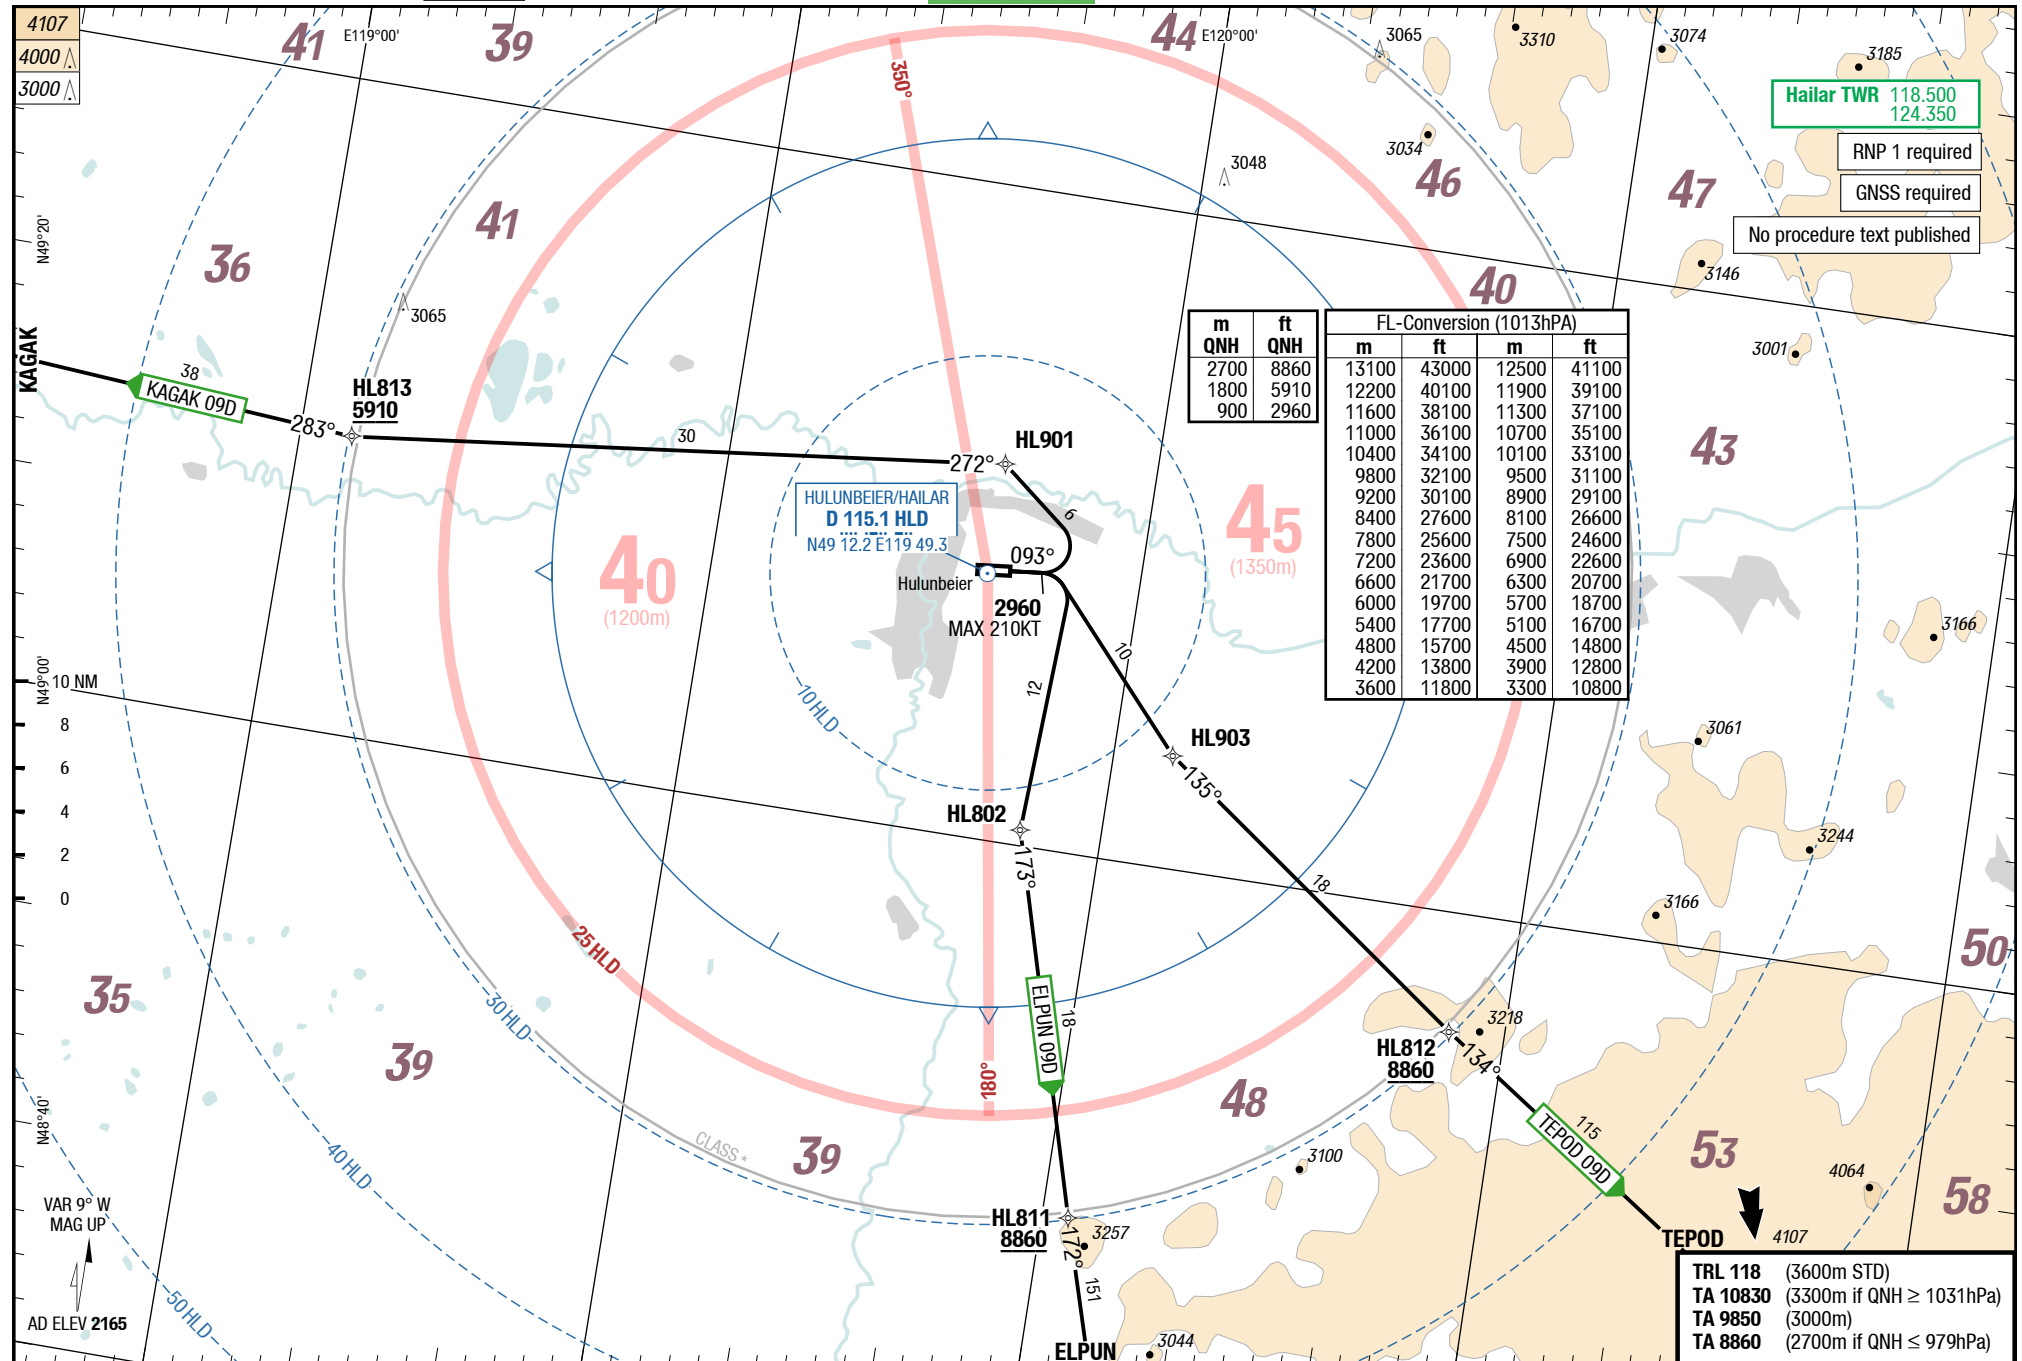 4107
4000
3000
41
E119°00'
39
44
E120°00'
3065
3310
3074
3185
Hailar TWR 118.500
124.350
RNP 1 required
GNSS required
No procedure text published
350°
3034
3048
46
47
41
N49°20'
36
3065
40
3146
3001
m ft
QNH QNH
2700 8860
1800 5910
900 2960
FL-Conversion (1013hPA)
m ft m ft
13100 43000 12500 41100
12200 40100 11900 39100
11600 38100 11300 37100
11000 36100 10700 35100
10400 34100 10100 33100
9800 32100 9500 31100
9200 30100 8900 29100
8400 27600 8100 26600
7800 25600 7500 24600
7200 23600 6900 22600
6600 21700 6300 20700
6000 19700 5700 18700
5400 17700 5100 16700
4800 15700 4500 14800
4200 13800 3900 12800
3600 11800 3300 10800
KAGAK
38
KAGAK 09D
283°
HL813
5910
30
272°
HL901
6
43
HULUNBEIER/HAILAR
D 115.1 HLD
N49 12.2 E119 49.3
093°
Hulunbeier
2960
MAX 210KT
40
(1200m)
45
(1350m)
3166
10
12
10 HLD
N49°00'
10 NM
8
6
4
2
0
HL903
135°
3061
HL802
173°
3244
18
3166
25 HLD
50
35
30 HLD
ELPUN 09D
18
3218
HL812
8860
134°
39
180°
48
N48°40'
CLASS *
39
40 HLD
3100
115
TEPOD 09D
53
4064
58
VAR 9° W
MAG UP
HL811
8860
172°
3257
TEPOD
4107
151
50 HLD
AD ELEV 2165
3044
ELPUN
TRL 118 (3600m STD)
TA 10830 (3300m if QNH ≥ 1031hPa)
TA 9850 (3000m)
TA 8860 (2700m if QNH ≤ 979hPa)